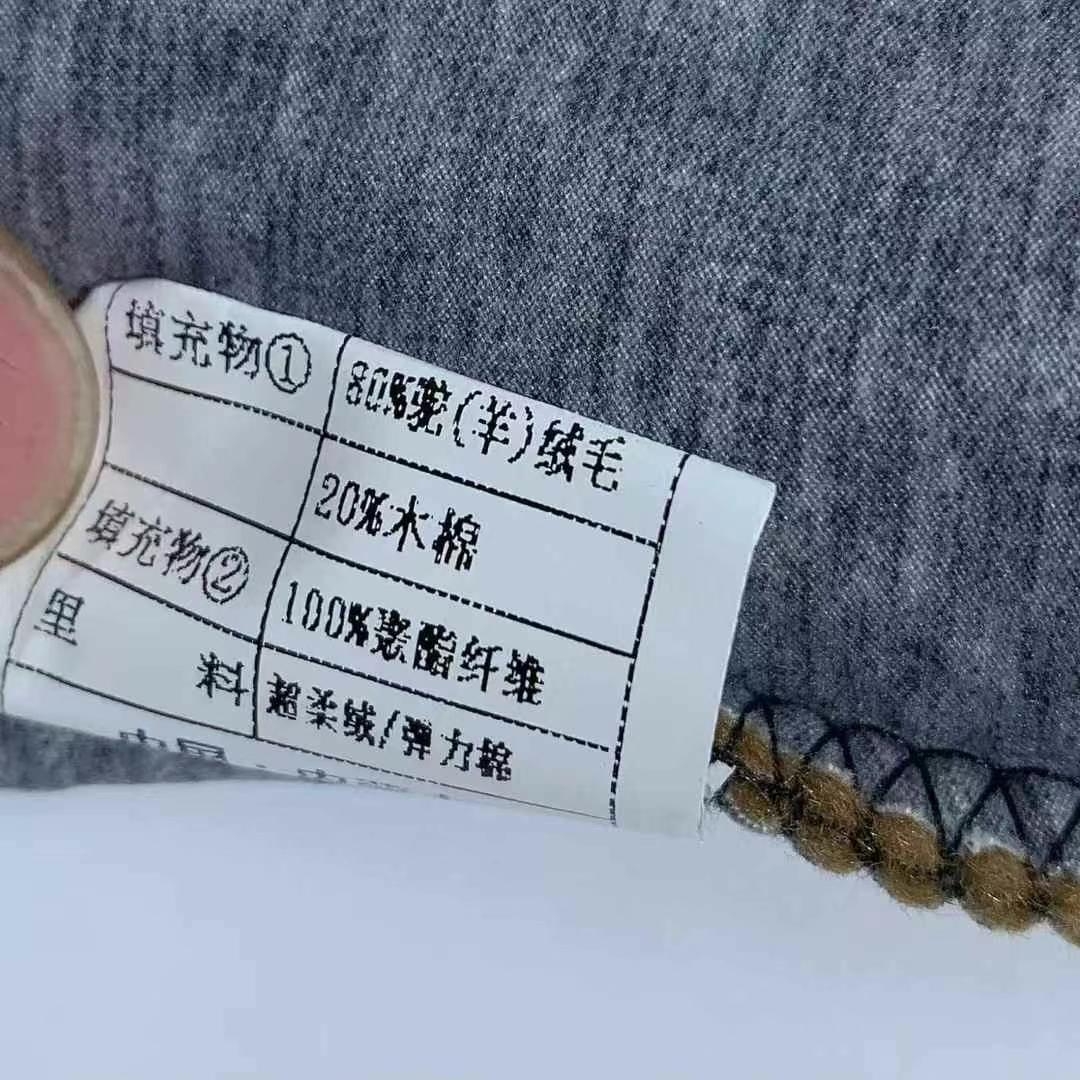 填充物① 80%驼(羊)绒毛
20%木棉
填充物② 100%聚酯纤维
里料 超柔绒/弹力棉